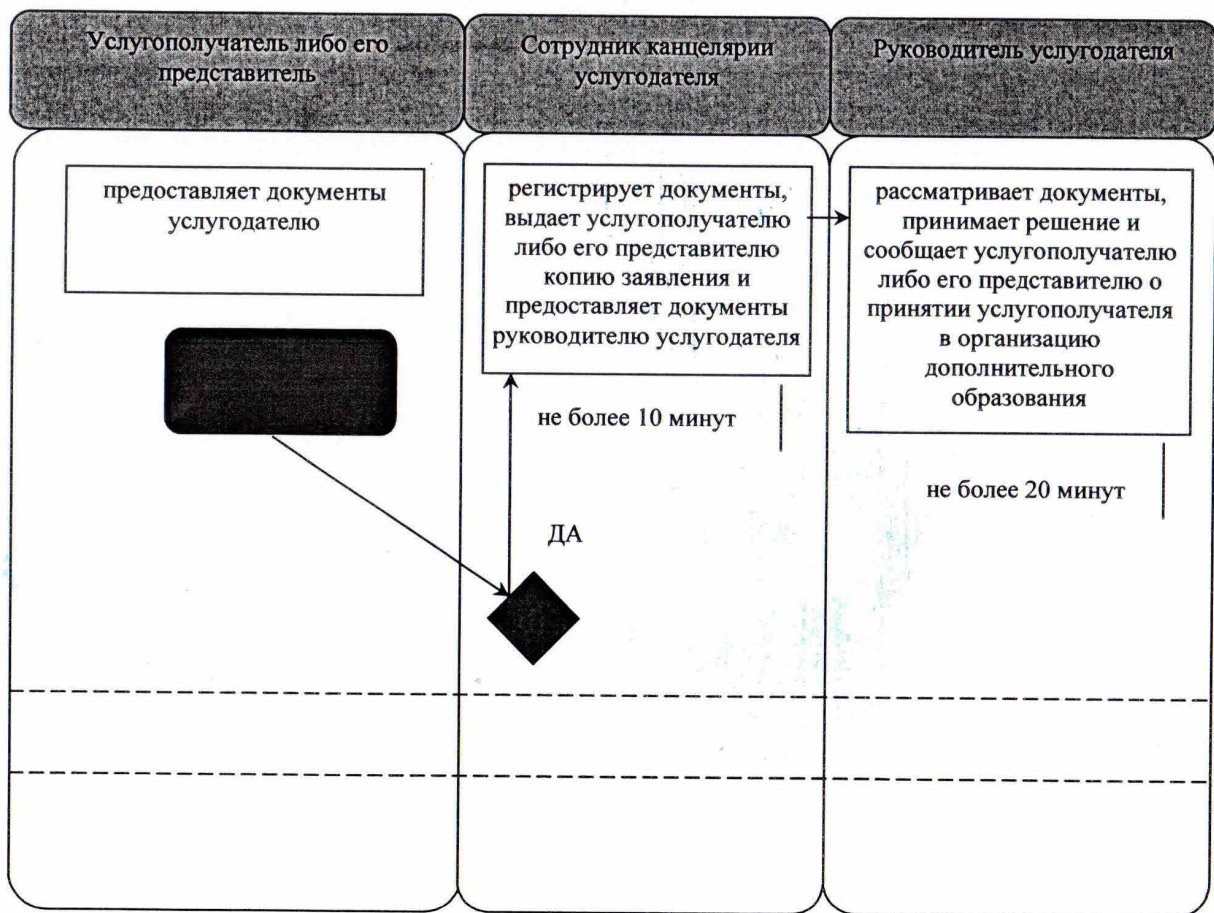 Услугополучатель либо его
представитель
Сотрудник канцелярии
услугодателя
Руководитель услугодателя
предоставляет документы
услугодателю
регистрирует документы,
выдает услугополучателю
либо его представителю
копию заявления и
предоставляет документы
руководителю услугодателя
рассматривает документы,
принимает решение и
сообщает услугополучателю
либо его представителю о
принятии услугополучателя
в организацию
дополнительного
образования
не более 10 минут
не более 20 минут
ДА